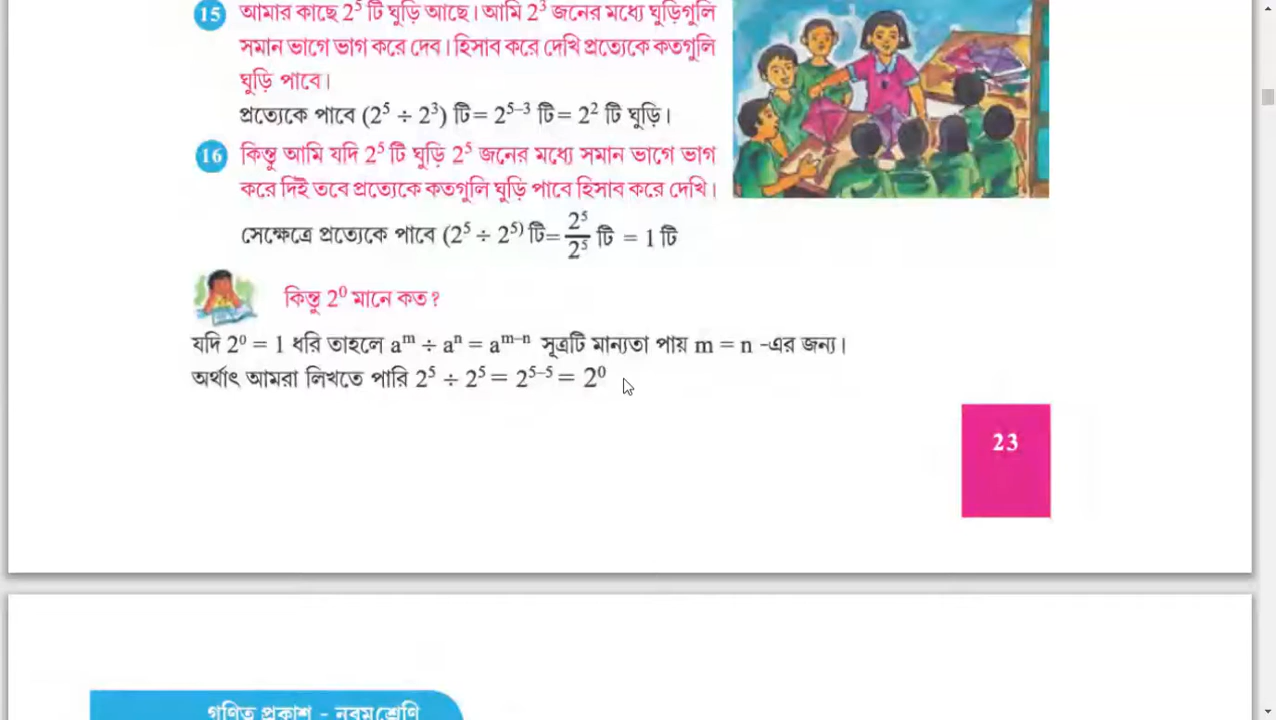 15 আমার কাছে 2⁵ টি ঘুড়ি আছে। আমি 2³ জনের মধ্যে ঘুড়িগুলি
সমান ভাগে ভাগ করে দেব। হিসাব করে দেখি প্রত্যেকে কতগুলি
ঘুড়ি পাবে।
প্রত্যেকে পাবে (2⁵ ÷ 2³) টি= 2⁵⁻³ টি= 2² টি ঘুড়ি।
16 কিন্তু আমি যদি 2⁵ টি ঘুড়ি 2⁵ জনের মধ্যে সমান ভাগে ভাগ
করে দিই তবে প্রত্যেকে কতগুলি ঘুড়ি পাবে হিসাব করে দেখি।
সেক্ষেত্রে প্রত্যেকে পাবে (2⁵ ÷ 2⁵⁾ টি= 2⁵/2⁵ টি = 1 টি
কিন্তু 2⁰ মানে কত?
যদি 2⁰ = 1 ধরি তাহলে aᵐ ÷ aⁿ = aᵐ⁻ⁿ সূত্রটি মান্যতা পায় m = n -এর জন্য।
অর্থাৎ আমরা লিখতে পারি 2⁵ ÷ 2⁵ = 2⁵⁻⁵ = 2⁰
23
গণিত প্রকাশ - নবম শ্রেণি